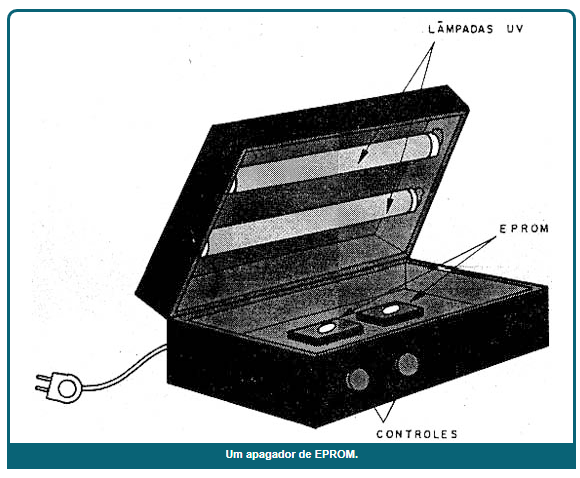 LÂMPADAS UV
EPROM
CONTROLES
Um apagador de EPROM.